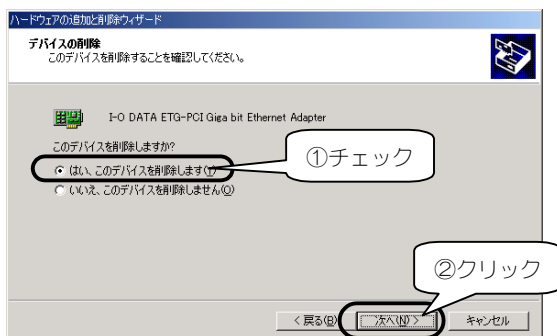 ハードウェアの追加と削除ウィザード
デバイスの削除
このデバイスを削除することを確認してください。
I-O DATA ETG-PCI Giga bit Ethernet Adapter
このデバイスを削除しますか?
はい、このデバイスを削除します(Y)
いいえ、このデバイスを削除しません(O)
①チェック
②クリック
< 戻る(B)
次へ(N) >
キャンセル